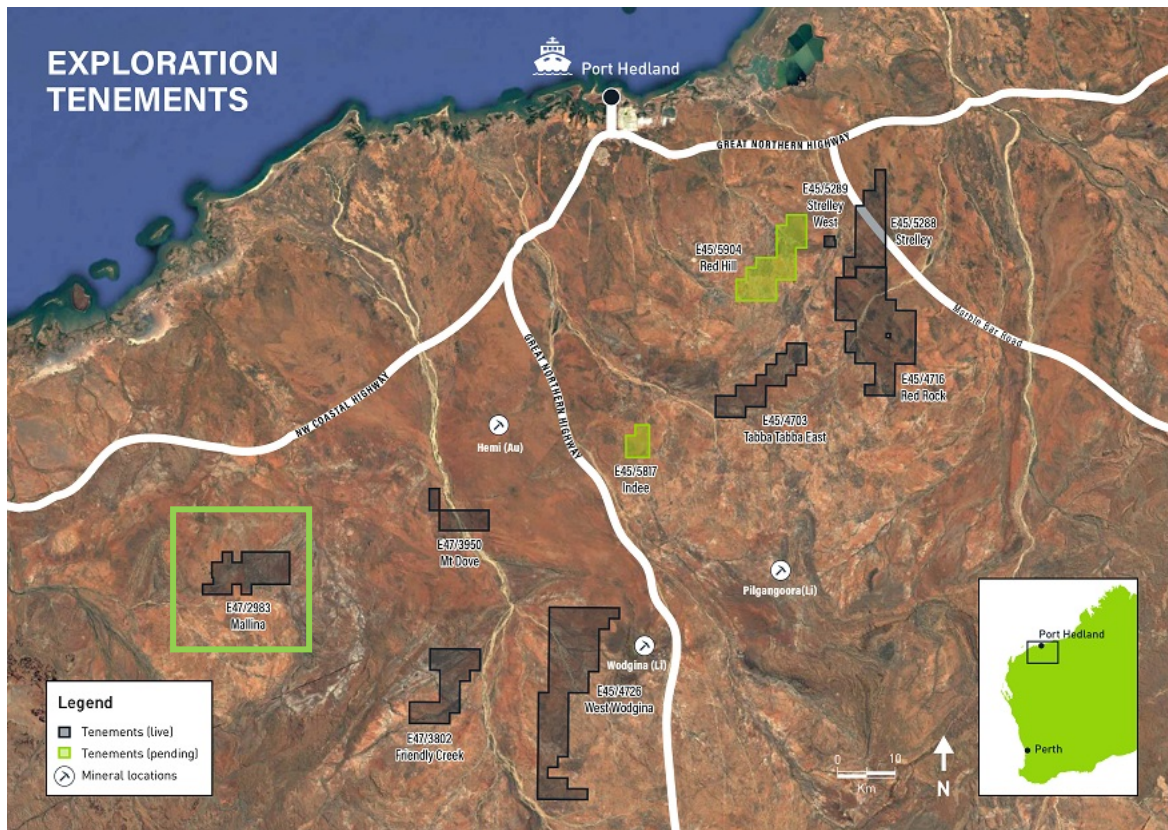 EXPLORATION
TENEMENTS
Port Hedland
GREAT NORTHERN HIGHWAY
E45/5289
Strelley
West
E45/5288
Strelley
E45/5904
Red Hill
Marble Bar Road
NW COASTAL HIGHWAY
GREAT NORTHERN HIGHWAY
E45/4716
Red Rock
E45/4703
Tabba Tabba East
Hemi (Au)
E45/5817
Indee
E47/3950
Mt Dove
Pilgangoora(Li)
E47/2983
Mallina
Wodgina (Li)
E45/4726
West Wodgina
E47/3802
Friendly Creek
Legend
Tenements (live)
Tenements (pending)
Mineral locations
0 10
Km
N
Port Hedland
Perth